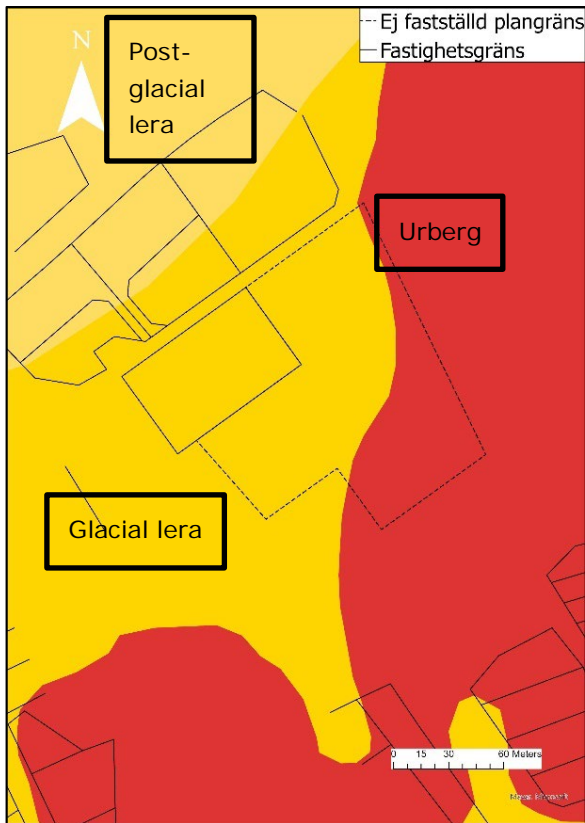 Ej fastställd plangräns
Fastighetsgräns
N
Post-
glacial
lera
Urberg
Glacial lera
0 15 30 60 Meters